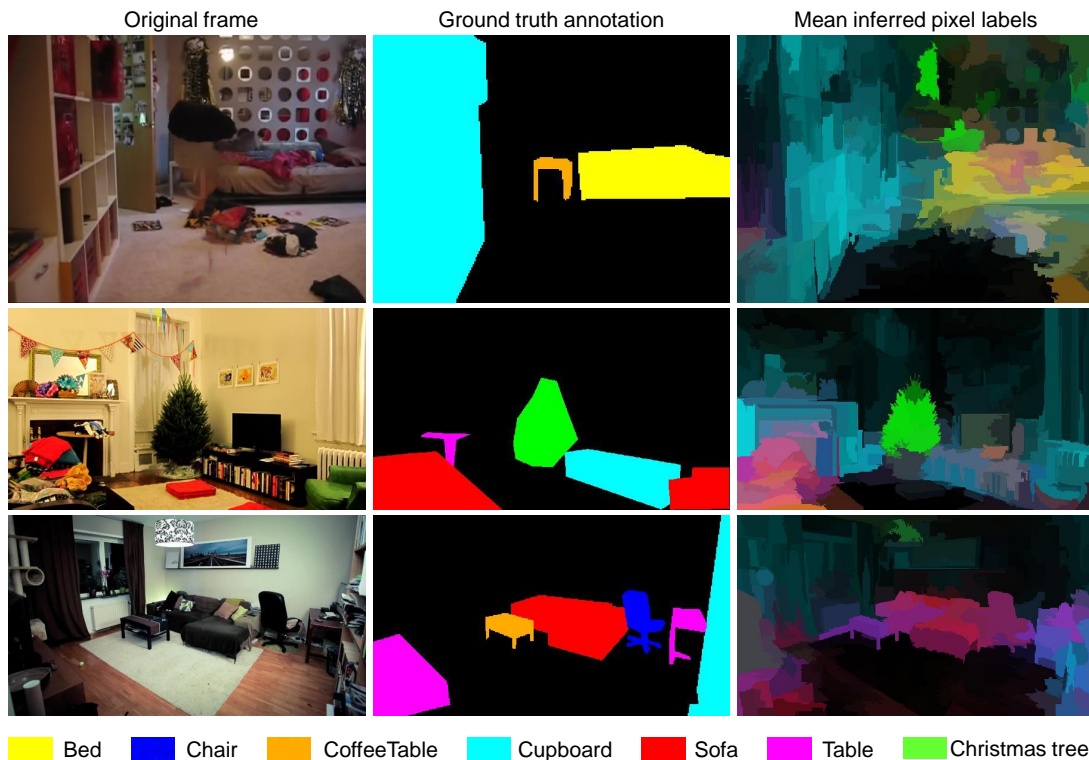 Original frame
Ground truth annotation
Mean inferred pixel labels
Bed
Chair
CoffeeTable
Cupboard
Sofa
Table
Christmas tree